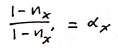 (1 - n_x) / (1 - n_x') = α_x